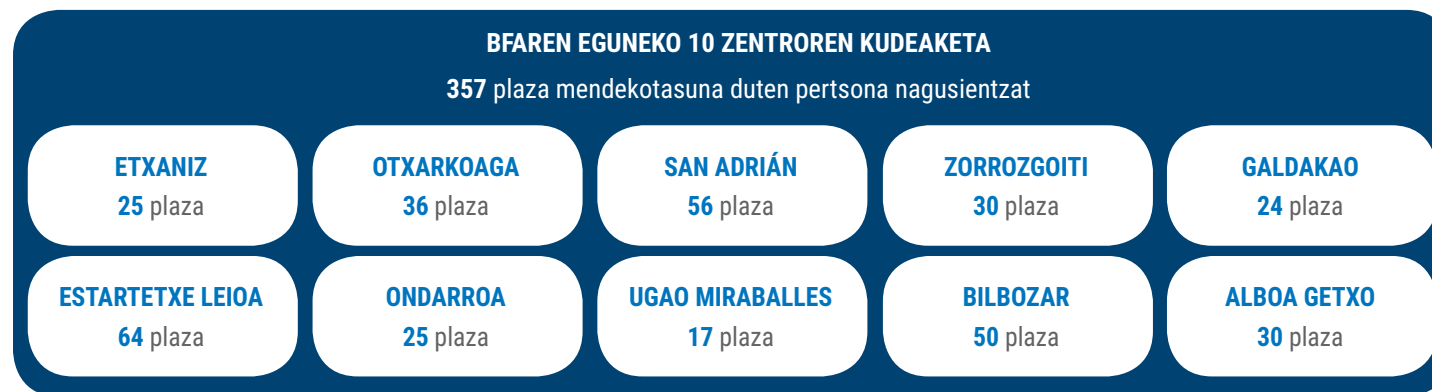 BFAREN EGUNEKO 10 ZENTROREN KUDEAKETA
357 plaza mendekotasuna duten pertsona nagusientzat
ETXANIZ
25 plaza
OTXARKOAGA
36 plaza
SAN ADRIÁN
56 plaza
ZORROZGOITI
30 plaza
GALDAKAO
24 plaza
ESTARTETXE LEIOA
64 plaza
ONDARROA
25 plaza
UGAO MIRABALLES
17 plaza
BILBOZAR
50 plaza
ALBOA GETXO
30 plaza